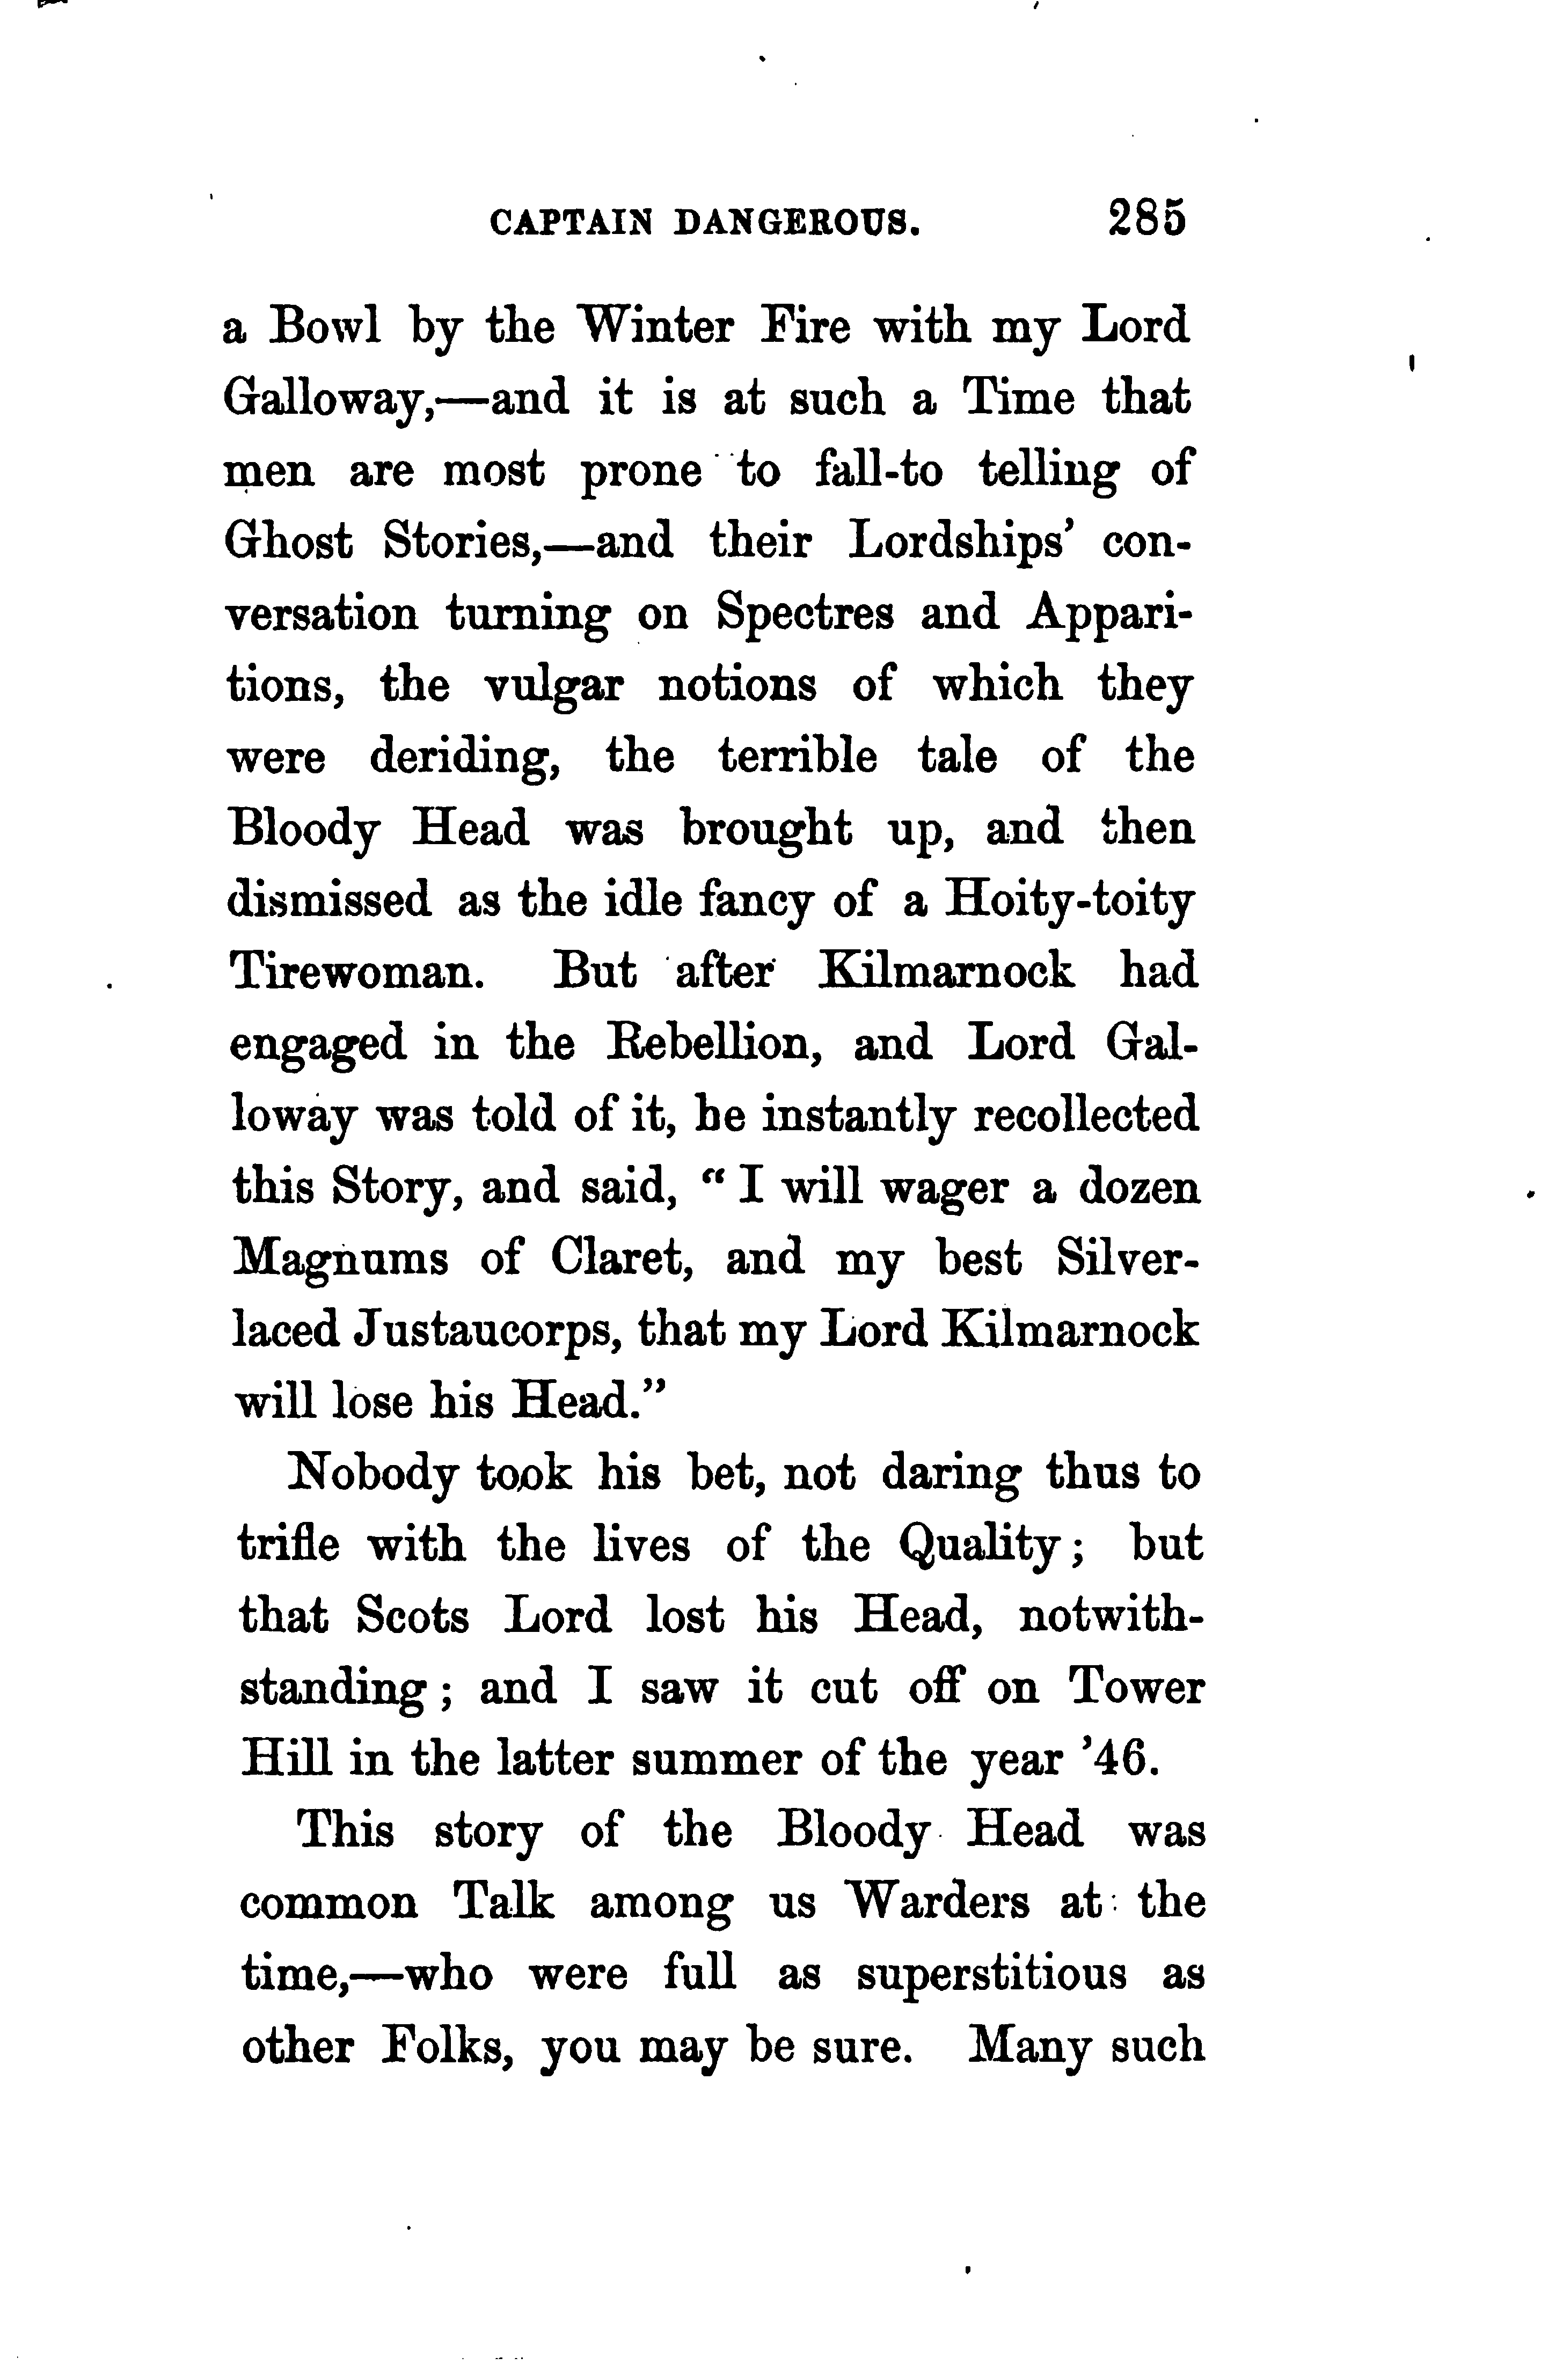 CAPTAIN DANGEROUS. 285
a Bowl by the Winter Fire with my Lord
Galloway,—and it is at such a Time that
men are most prone to fall-to telling of
Ghost Stories,—and their Lordships' con-
versation turning on Spectres and Appari-
tions, the vulgar notions of which they
were deriding, the terrible tale of the
Bloody Head was brought up, and then
dismissed as the idle fancy of a Hoity-toity
Tirewoman. But after Kilmarnock had
engaged in the Rebellion, and Lord Gal-
loway was told of it, he instantly recollected
this Story, and said, "I will wager a dozen
Magnums of Claret, and my best Silver-
laced Justaucorps, that my Lord Kilmarnock
will lose his Head."
Nobody took his bet, not daring thus to
trifle with the lives of the Quality; but
that Scots Lord lost his Head, notwith-
standing; and I saw it cut off on Tower
Hill in the latter summer of the year '46.
This story of the Bloody Head was
common Talk among us Warders at the
time,—who were full as superstitious as
other Folks, you may be sure. Many such